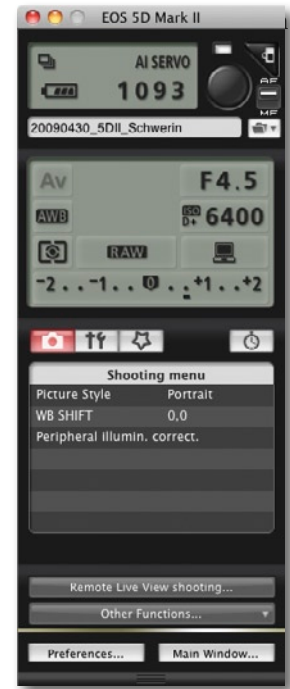 EOS 5D Mark II
AI SERVO
1093
AF
MF
20090430_5DII_Schwerin
Av
F4.5
AWB
ISO
D+ 6400
RAW
-2..-1..0..+1..+2
Shooting menu
Picture Style Portrait
WB SHIFT 0,0
Peripheral illumin. correct.
Remote Live View shooting...
Other Functions...
Preferences... Main Window...